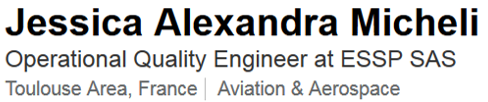 Jessica Alexandra Micheli
Operational Quality Engineer at ESSP SAS
Toulouse Area, France | Aviation & Aerospace